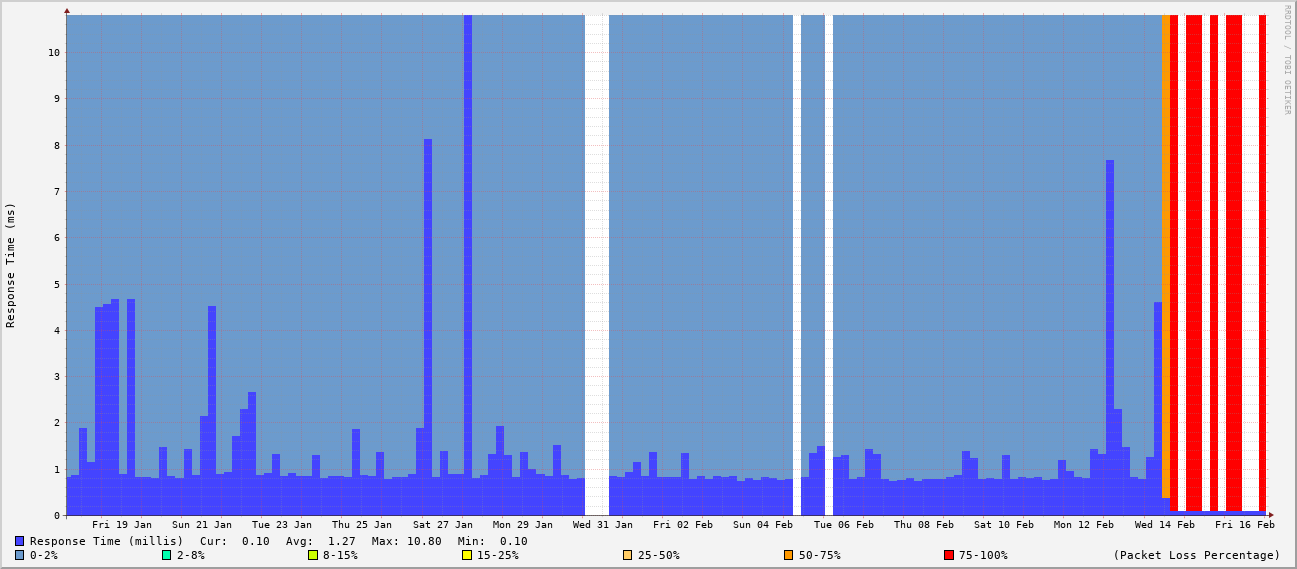 RRDTOOL / TOBI OETIKER
Response Time (ms)
10
9
8
7
6
5
4
3
2
1
0
Fri 19 Jan Sun 21 Jan Tue 23 Jan Thu 25 Jan Sat 27 Jan Mon 29 Jan Wed 31 Jan Fri 02 Feb Sun 04 Feb Tue 06 Feb Thu 08 Feb Sat 10 Feb Mon 12 Feb Wed 14 Feb Fri 16 Feb
Response Time (millis) Cur: 0.10 Avg: 1.27 Max: 10.80 Min: 0.10
0-2% 2-8% 8-15% 15-25% 25-50% 50-75% 75-100% (Packet Loss Percentage)